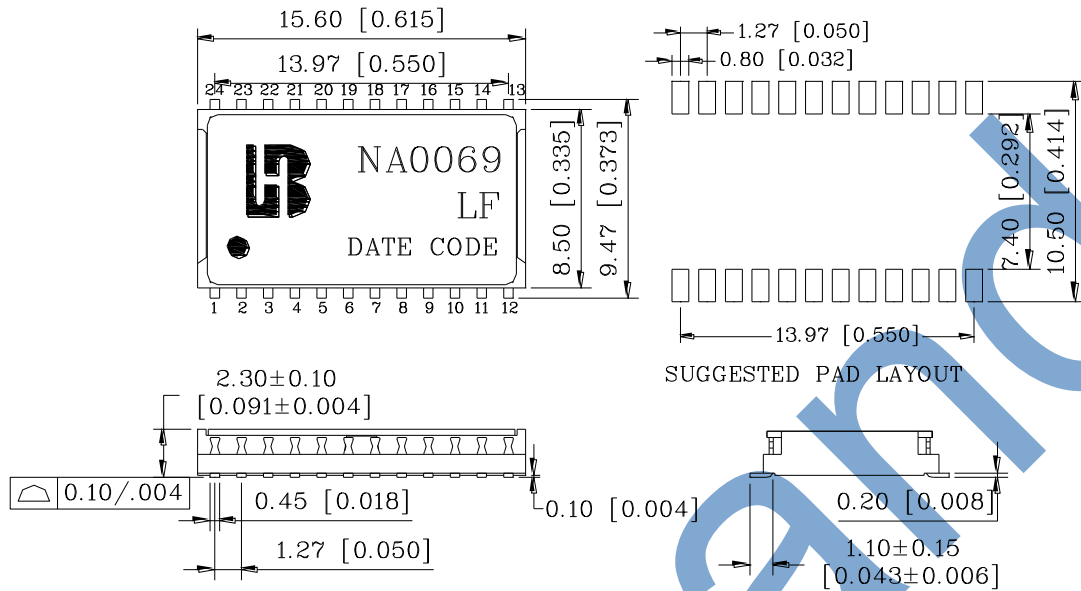 15.60 [0.615]
13.97 [0.550]
24 23 22 21 20 19 18 17 16 15 14 13
NA0069
LF
DATE CODE
1 2 3 4 5 6 7 8 9 10 11 12
8.50 [0.335]
9.47 [0.373]
1.27 [0.050]
0.80 [0.032]
7.40 [0.292]
10.50 [0.414]
13.97 [0.550]
SUGGESTED PAD LAYOUT
2.30±0.10
[0.091±0.004]
0.10/.004
0.45 [0.018]
1.27 [0.050]
0.10 [0.004]
0.20 [0.008]
1.10±0.15
[0.043±0.006]
and